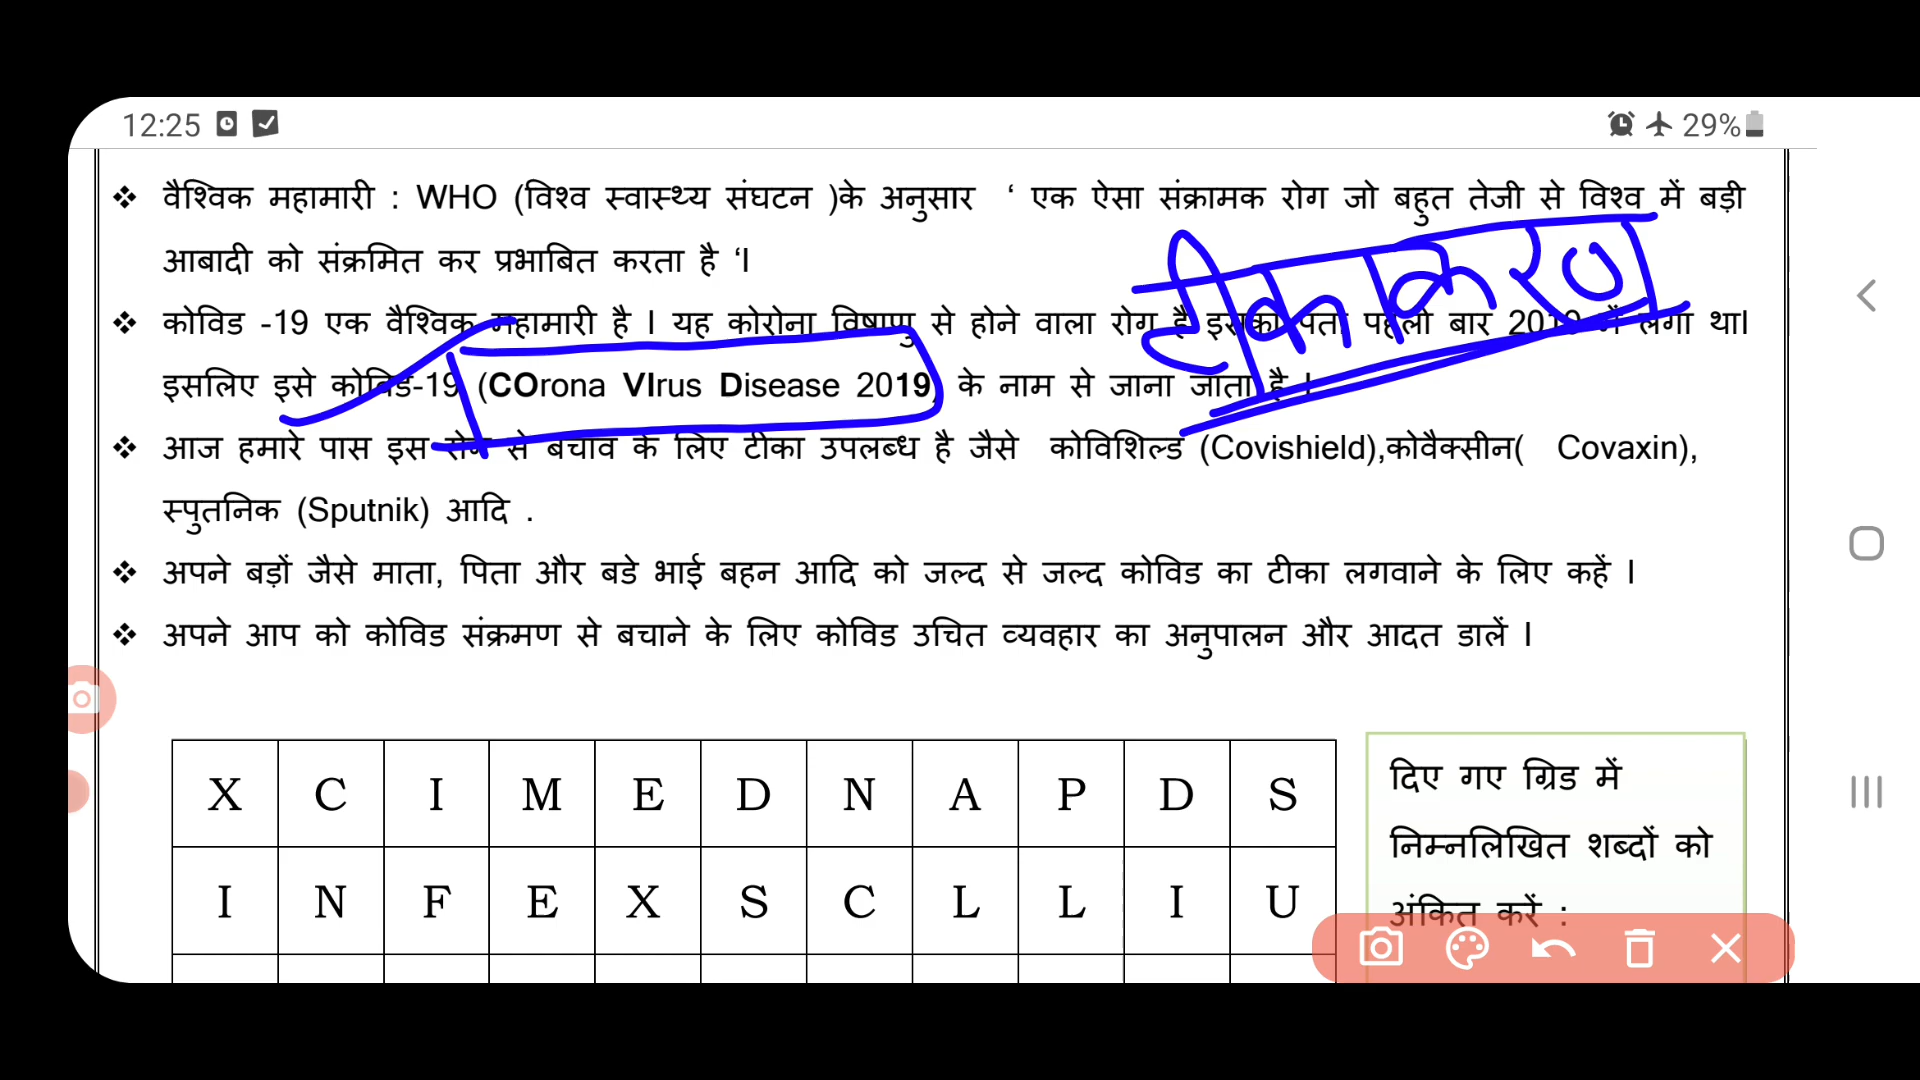 12:25 29%
❖ वैश्विक महामारी : WHO (विश्व स्वास्थ्य संघटन )के अनुसार ‘ एक ऐसा संक्रामक रोग जो बहुत तेजी से विश्व में बड़ी
आबादी को संक्रमित कर प्रभाबित करता है ‘I
टीकाकरण
❖ कोविड -19 एक वैश्विक महामारी है I यह कोरोना विषाणु से होने वाला रोग है इसका पता पहली बार 2019 में लगा थाI
इसलिए इसे कोविड-19 (COrona VIrus Disease 2019) के नाम से जाना जाता है I
❖ आज हमारे पास इस रोग से बचाव के लिए टीका उपलब्ध है जैसे कोविशिल्ड (Covishield),कोवैक्सीन( Covaxin),
स्पुतनिक (Sputnik) आदि .
❖ अपने बड़ों जैसे माता, पिता और बडे भाई बहन आदि को जल्द से जल्द कोविड का टीका लगवाने के लिए कहें I
❖ अपने आप को कोविड संक्रमण से बचाने के लिए कोविड उचित व्यवहार का अनुपालन और आदत डालें I
X C I M E D N A P D S
I N F E X S C L L I U
दिए गए ग्रिड में
निम्नलिखित शब्दों को
अंकित करें :